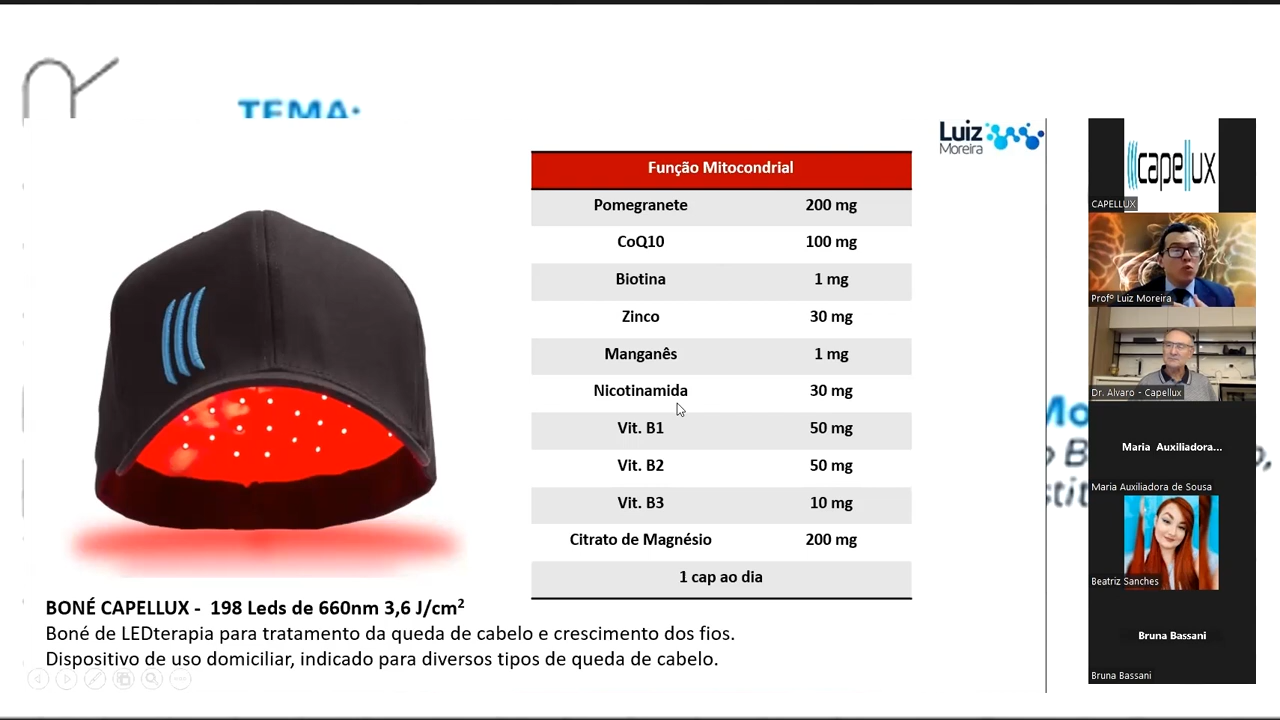 TEMA:
Luiz
Moreira
Função Mitocondrial
Pomegranete 200 mg
CoQ10 100 mg
Biotina 1 mg
Zinco 30 mg
Manganês 1 mg
Nicotinamida 30 mg
Vit. B1 50 mg
Vit. B2 50 mg
Vit. B3 10 mg
Citrato de Magnésio 200 mg
1 cap ao dia
BONÉ CAPELLUX - 198 Leds de 660nm 3,6 J/cm²
Boné de LEDterapia para tratamento da queda de cabelo e crescimento dos fios.
Dispositivo de uso domiciliar, indicado para diversos tipos de queda de cabelo.
capellux
CAPELLUX
Profº Luiz Moreira
Dr. Alvaro - Capellux
Maria Auxiliadora...
Maria Auxiliadora de Sousa
Beatriz Sanches
Bruna Bassani
Bruna Bassani